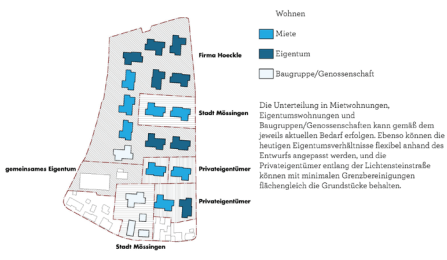 Wohnen
Miete
Firma Hoeckle
Eigentum
Baugruppe/Genossenschaft
Stadt Mössingen
Die Unterteilung in Mietwohnungen,
Eigentumswohnungen und
Baugruppen/Genossenschaften kann gemäß dem
jeweils aktuellen Bedarf erfolgen. Ebenso können die
heutigen Eigentumsverhältnisse flexibel anhand des
Entwurfs angepasst werden, und die
Privateigentümer entlang der Lichtensteinstraße
können mit minimalen Grenzbereinigungen
flächengleich die Grundstücke behalten.
gemeinsames Eigentum
Privateigentümer
Privateigentümer
Stadt Mössingen